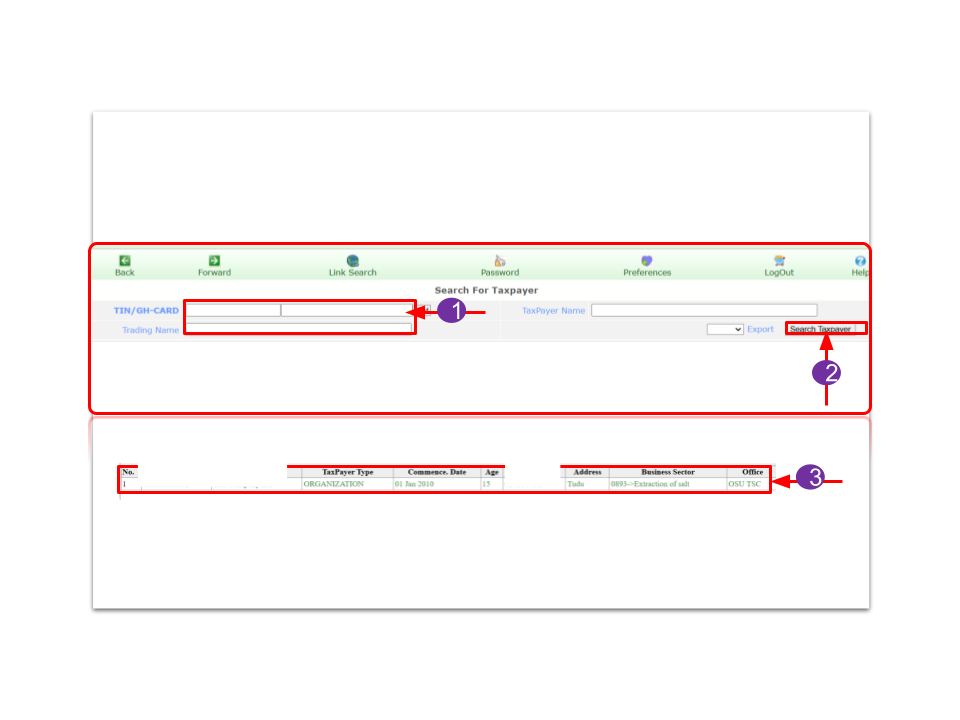 Back Forward Link Search Password Preferences LogOut Help
Search For Taxpayer
TIN/GH-CARD 1 TaxPayer Name
Trading Name Export Search Taxpayer
2
No. TaxPayer Type Commence. Date Age Address Business Sector Office
1 ORGANIZATION 01 Jan 2010 15 Tudu 0893->Extraction of salt OSU TSC
3